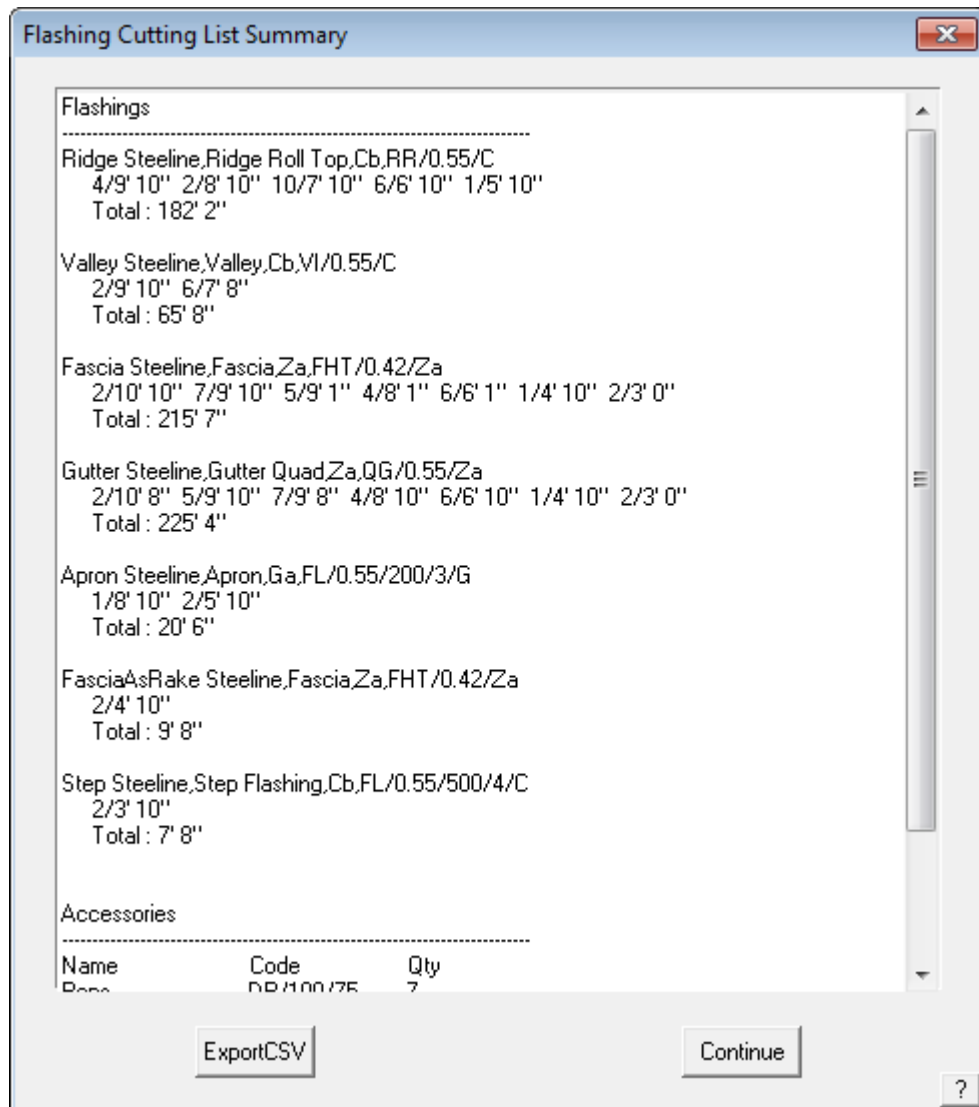 Flashing Cutting List Summary
Flashings
--------------------------------------------------------------------------------
Ridge Steeline,Ridge Roll Top,Cb,RR/0.55/C
4/9' 10" 2/8' 10" 10/7' 10" 6/6' 10" 1/5' 10"
Total : 182' 2"
Valley Steeline,Valley,Cb,VI/0.55/C
2/9' 10" 6/7' 8"
Total : 65' 8"
Fascia Steeline,Fascia,Za,FHT/0.42/Za
2/10' 10" 7/9' 10" 5/9' 1" 4/8' 1" 6/6' 1" 1/4' 10" 2/3' 0"
Total : 215' 7"
Gutter Steeline,Gutter Quad,Za,QG/0.55/Za
2/10' 8" 5/9' 10" 7/9' 8" 4/8' 10" 6/6' 10" 1/4' 10" 2/3' 0"
Total : 225' 4"
Apron Steeline,Apron,Ga,FL/0.55/200/3/G
1/8' 10" 2/5' 10"
Total : 20' 6"
FasciaAsRake Steeline,Fascia,Za,FHT/0.42/Za
2/4' 10"
Total : 9' 8"
Step Steeline,Step Flashing,Cb,FL/0.55/500/4/C
2/3' 10"
Total : 7' 8"
Accessories
--------------------------------------------------------------------------------
Name Code Qty
DP/100/75 7
ExportCSV Continue
?